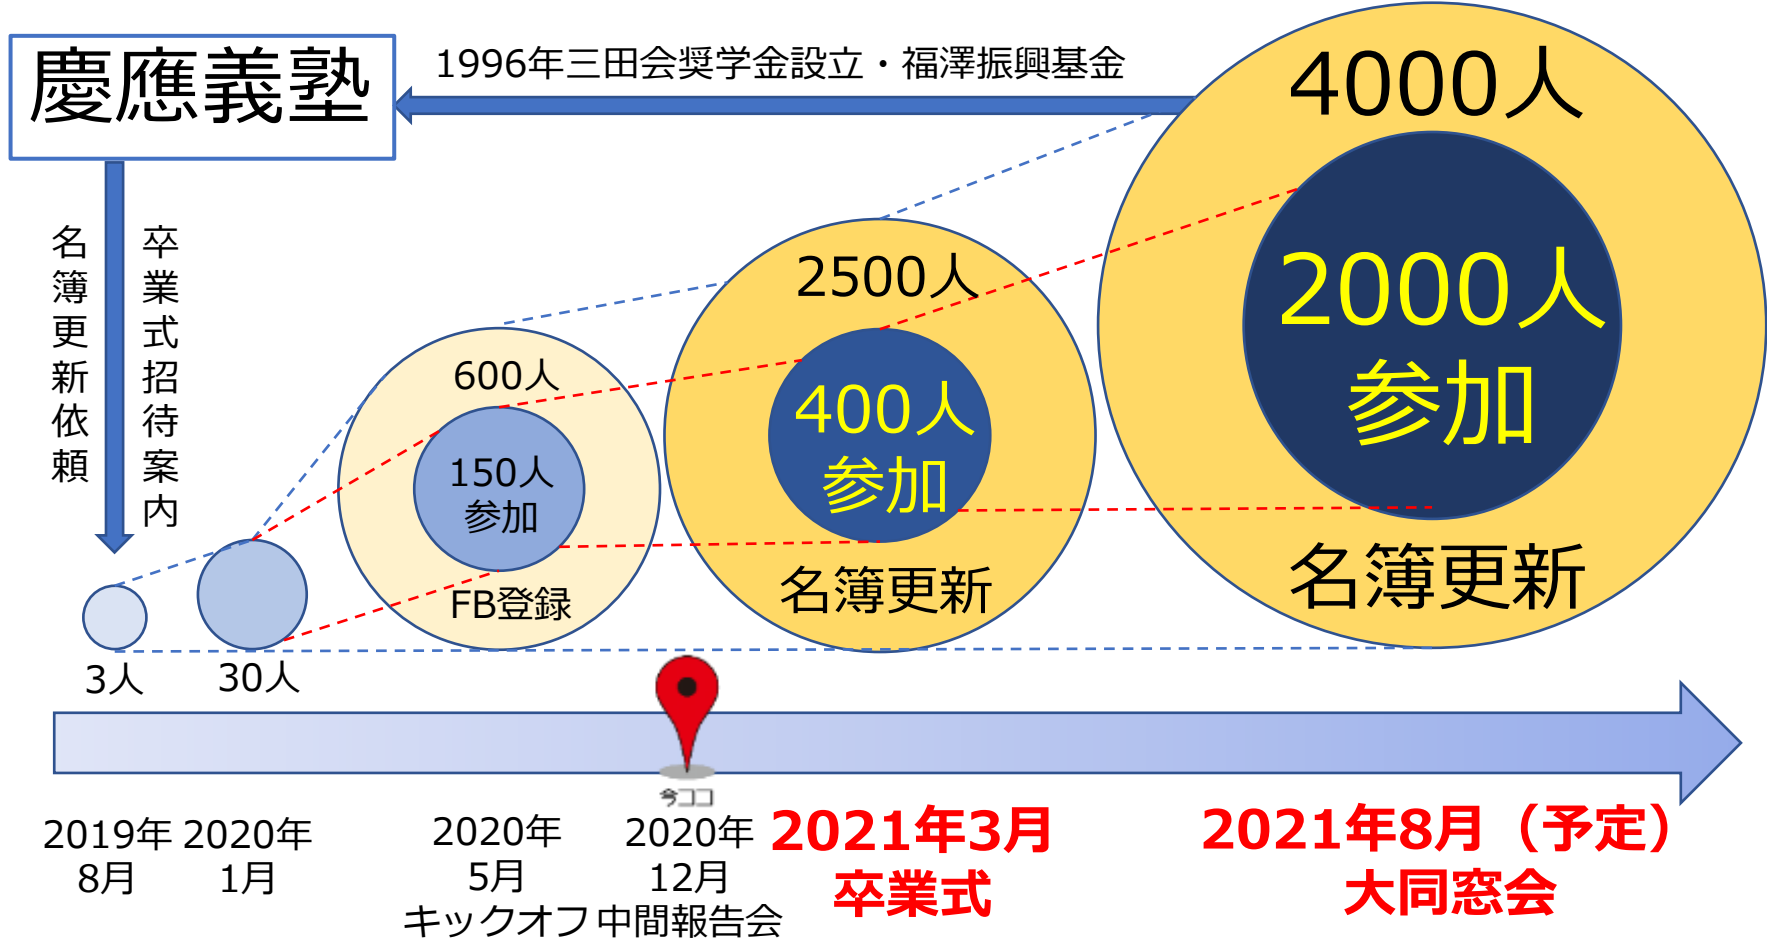 慶應義塾
1996年三田会奨学金設立・福澤振興基金
名簿更新依頼
卒業式招待案内
3人
30人
600人
150人
参加
FB登録
2500人
400人
参加
名簿更新
4000人
2000人
参加
名簿更新
今ココ
2019年
8月
2020年
1月
2020年
5月
キックオフ
2020年
12月
中間報告会
2021年3月
卒業式
2021年8月（予定）
大同窓会